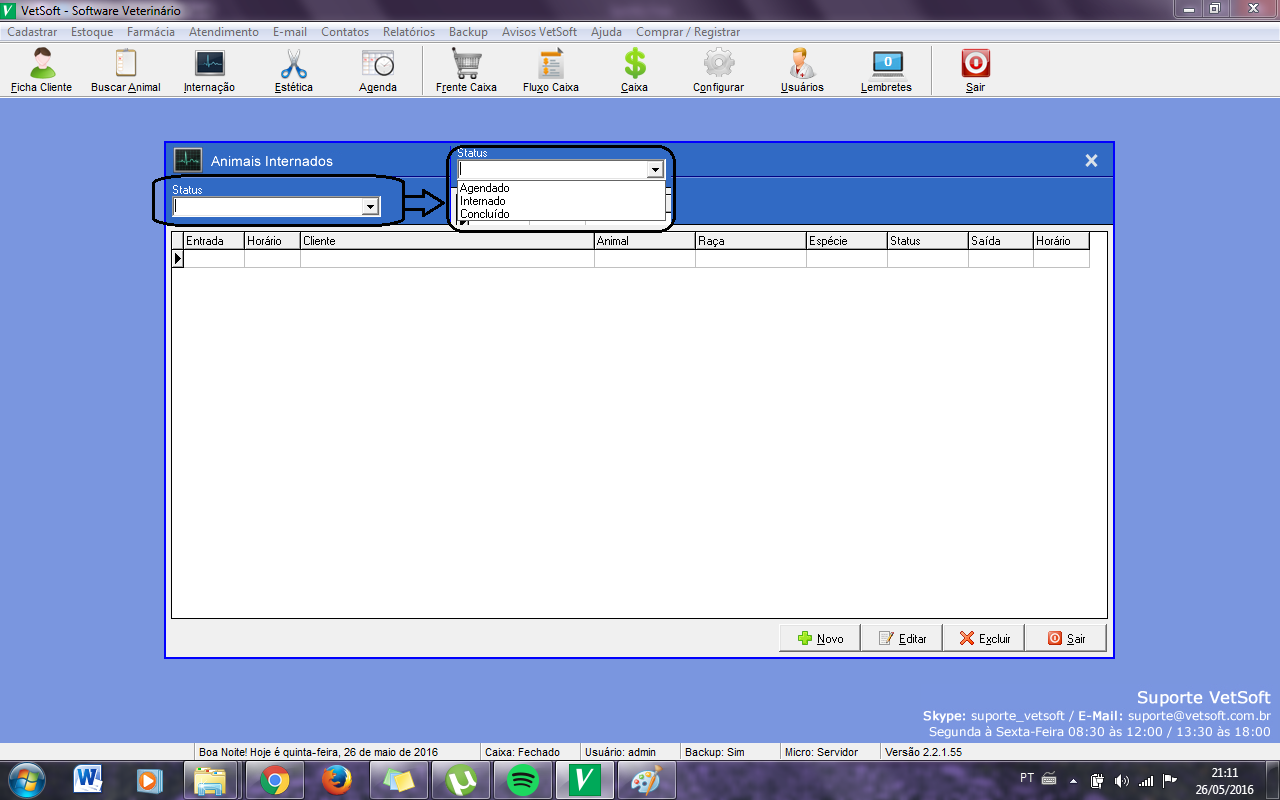 VetSoft - Software Veterinário
Cadastrar Estoque Farmácia Atendimento E-mail Contatos Relatórios Backup Avisos VetSoft Ajuda Comprar / Registrar
Ficha Cliente Buscar Animal Internação Estética Agenda Frente Caixa Fluxo Caixa Caixa Configurar Usuários Lembretes Sair
0
Animais Internados
Status
Status
Agendado
Internado
Concluído
Entrada Horário Cliente Animal Raça Espécie Status Saída Horário
Novo Editar Excluir Sair
Suporte VetSoft
Skype: suporte_vetsoft / E-Mail: suporte@vetsoft.com.br
Segunda à Sexta-Feira 08:30 às 12:00 / 13:30 às 18:00
Boa Noite! Hoje é quinta-feira, 26 de maio de 2016 Caixa: Fechado Usuário: admin Backup: Sim Micro: Servidor Versão 2.2.1.55
PT 21:11
26/05/2016